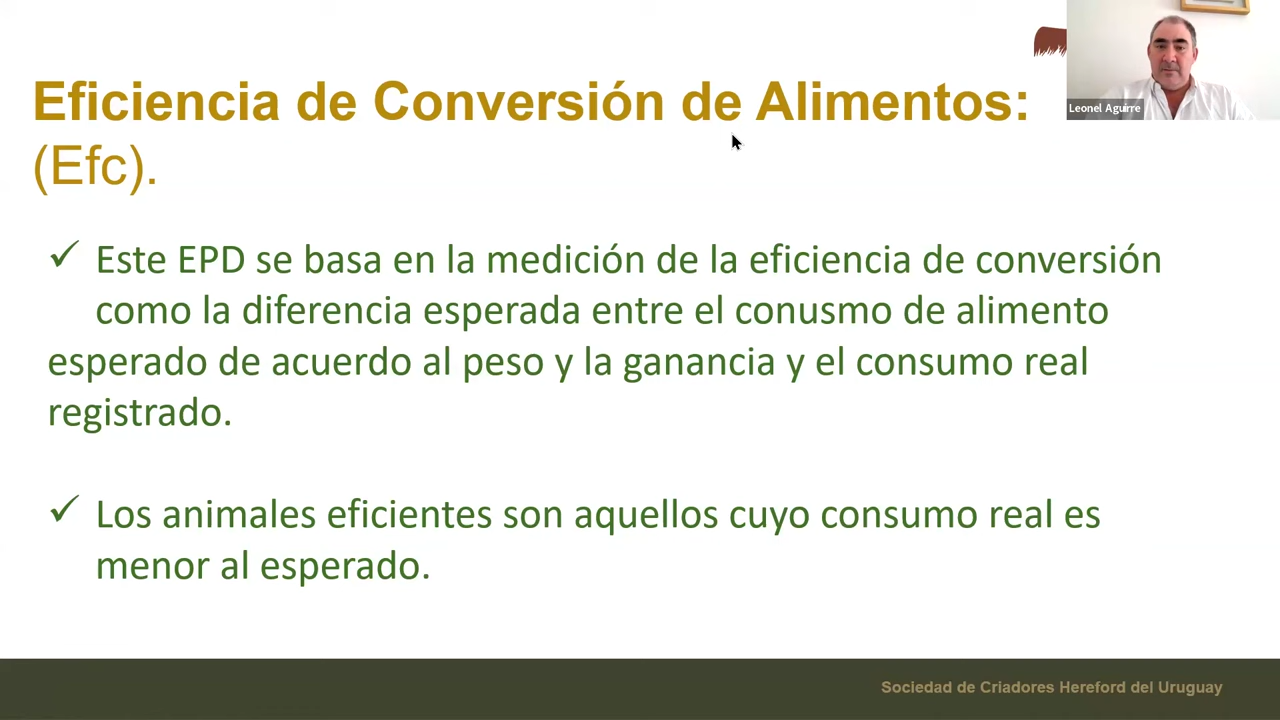 Leonel Aguirre
Eficiencia de Conversión de Alimentos:
(Efc).
✓ Este EPD se basa en la medición de la eficiencia de conversión
como la diferencia esperada entre el conusmo de alimento
esperado de acuerdo al peso y la ganancia y el consumo real
registrado.
✓ Los animales eficientes son aquellos cuyo consumo real es
menor al esperado.
Sociedad de Criadores Hereford del Uruguay